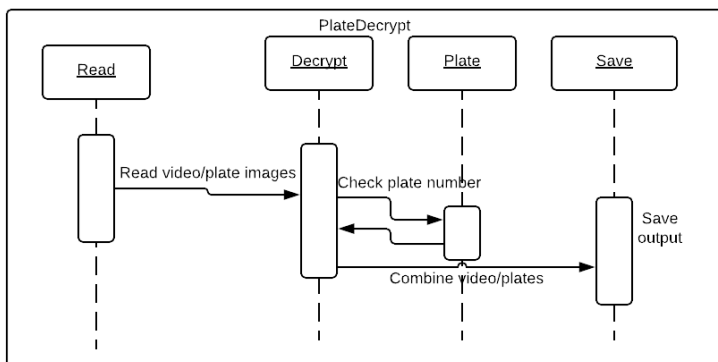 PlateDecrypt
Read
Decrypt
Plate
Save
Read video/plate images
Check plate number
Save
output
Combine video/plates